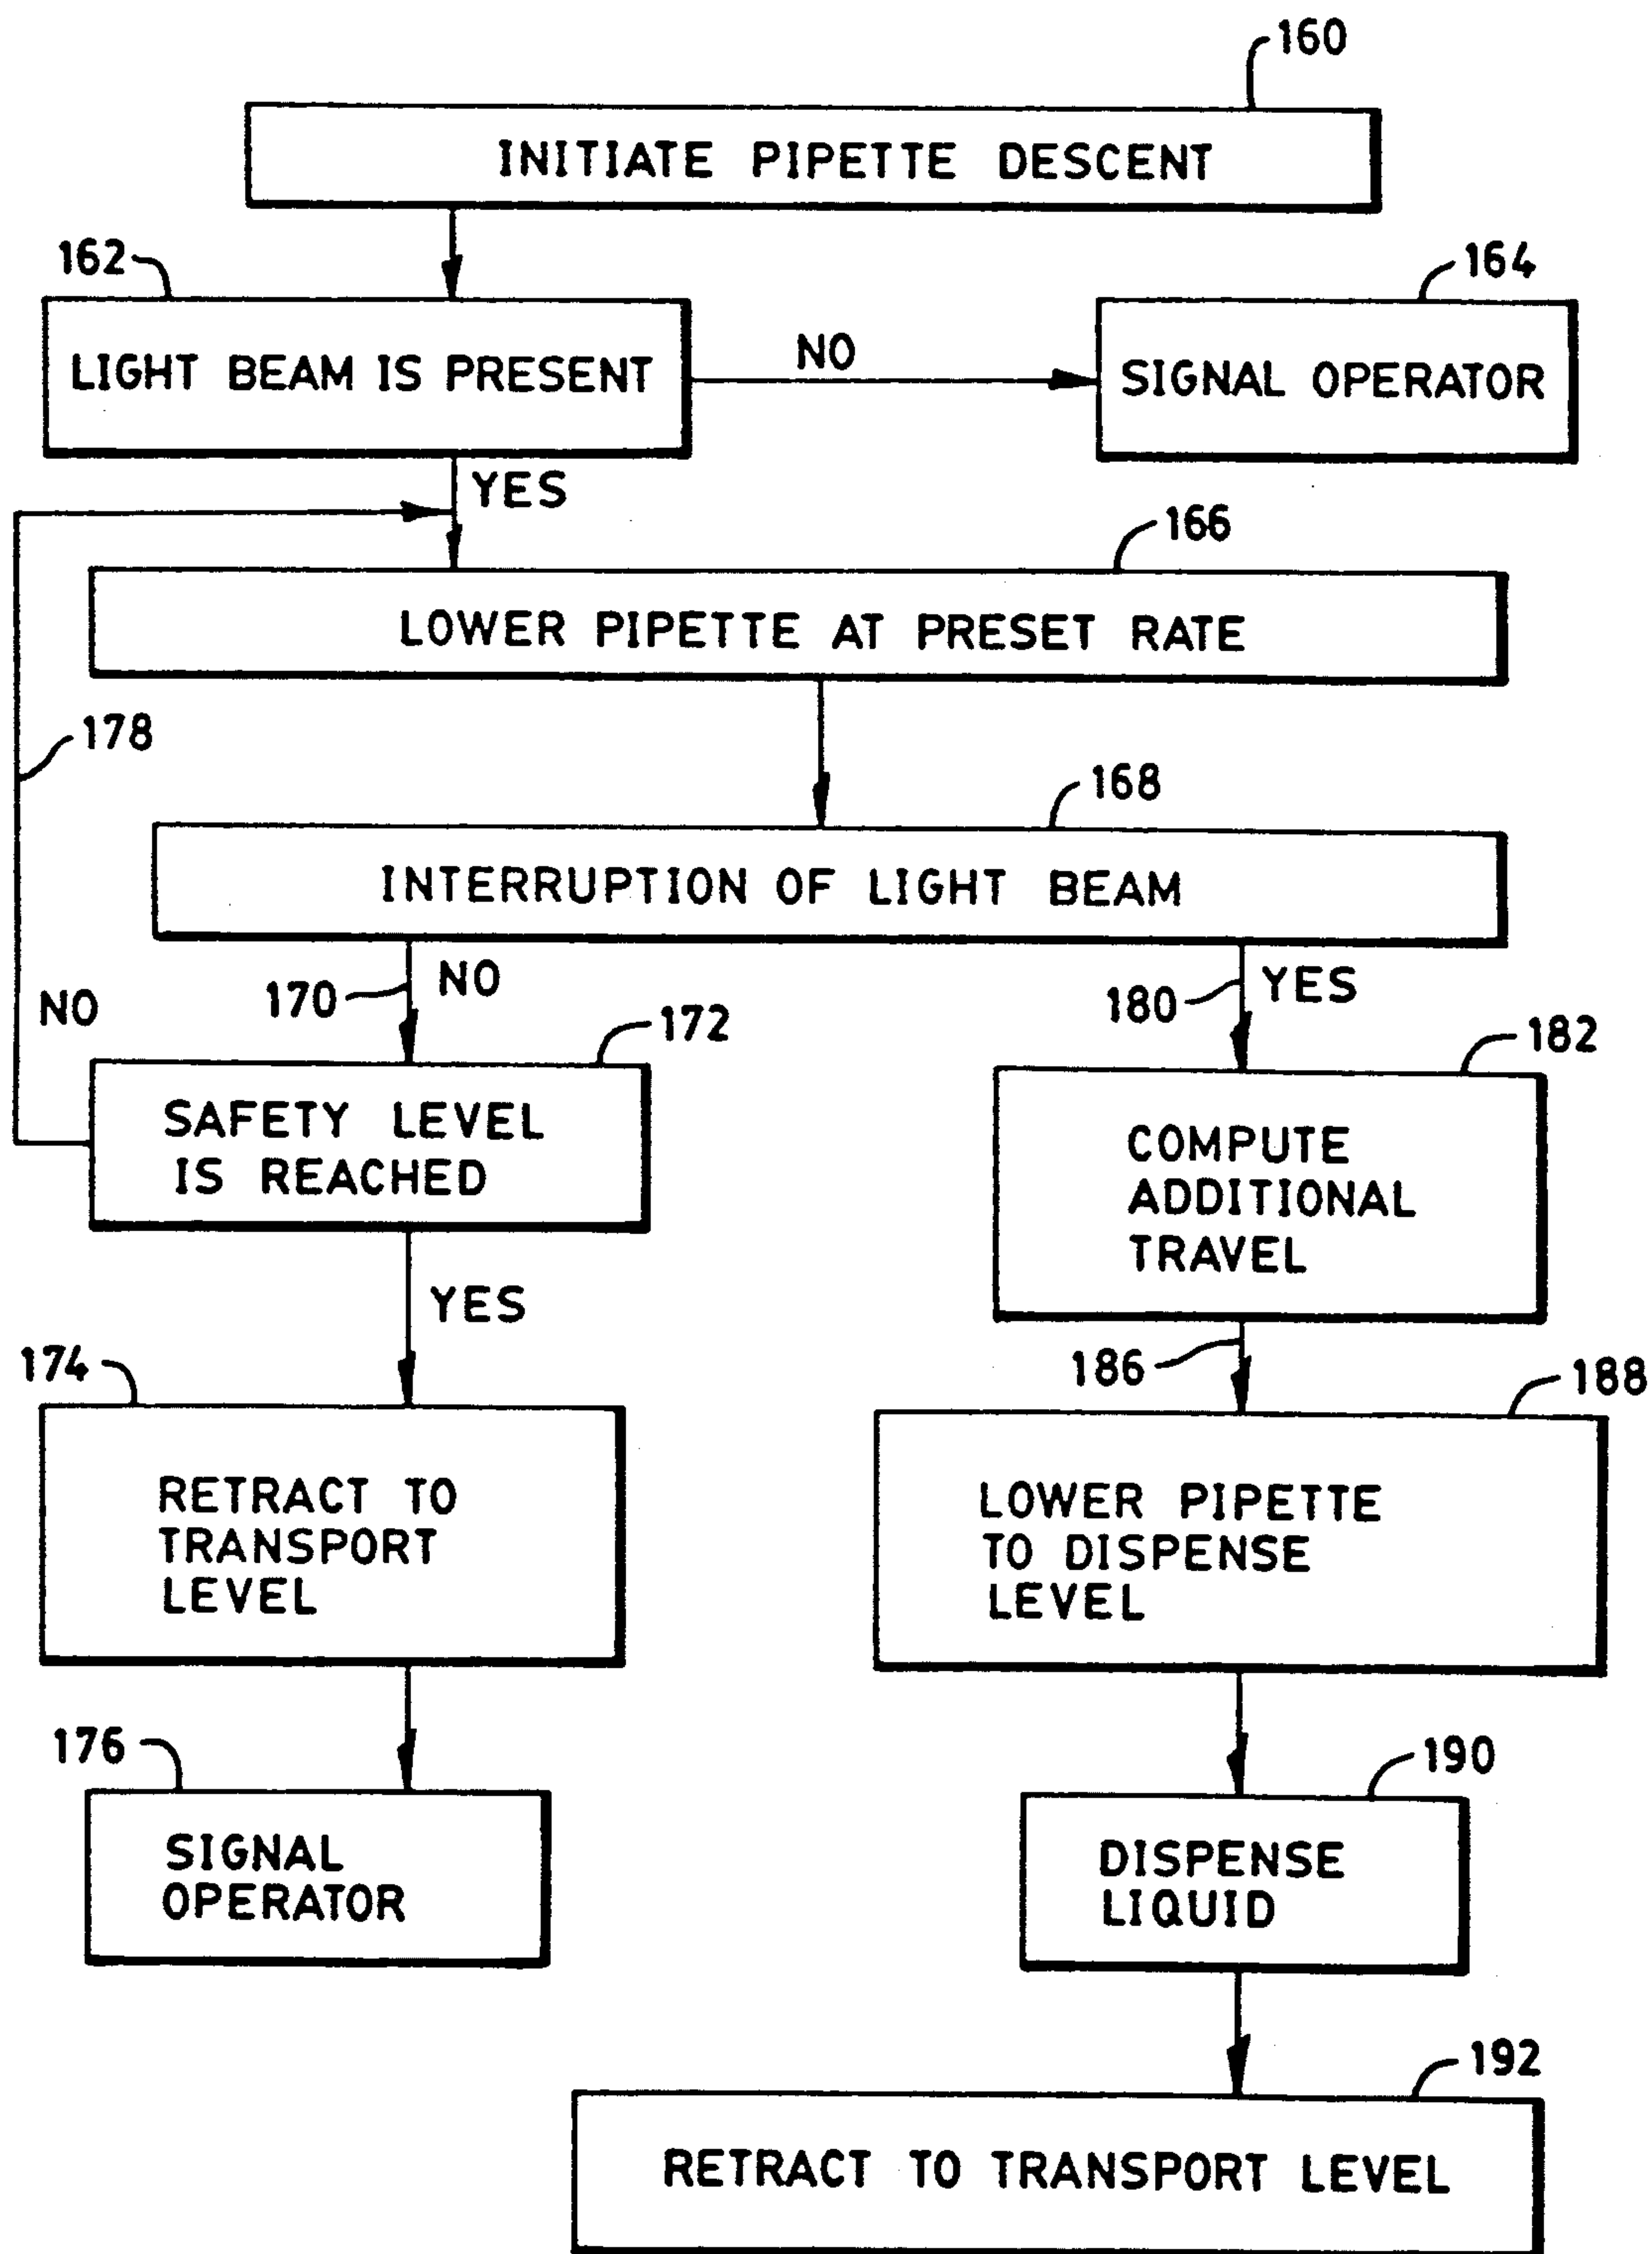 160
INITIATE PIPETTE DESCENT
162
164
LIGHT BEAM IS PRESENT
NO
SIGNAL OPERATOR
YES
166
LOWER PIPETTE AT PRESET RATE
178
168
INTERRUPTION OF LIGHT BEAM
NO
170
NO
180
YES
172
182
SAFETY LEVEL
IS REACHED
COMPUTE
ADDITIONAL
TRAVEL
YES
174
186
188
RETRACT TO
TRANSPORT
LEVEL
LOWER PIPETTE
TO DISPENSE
LEVEL
176
190
SIGNAL
OPERATOR
DISPENSE
LIQUID
192
RETRACT TO TRANSPORT LEVEL